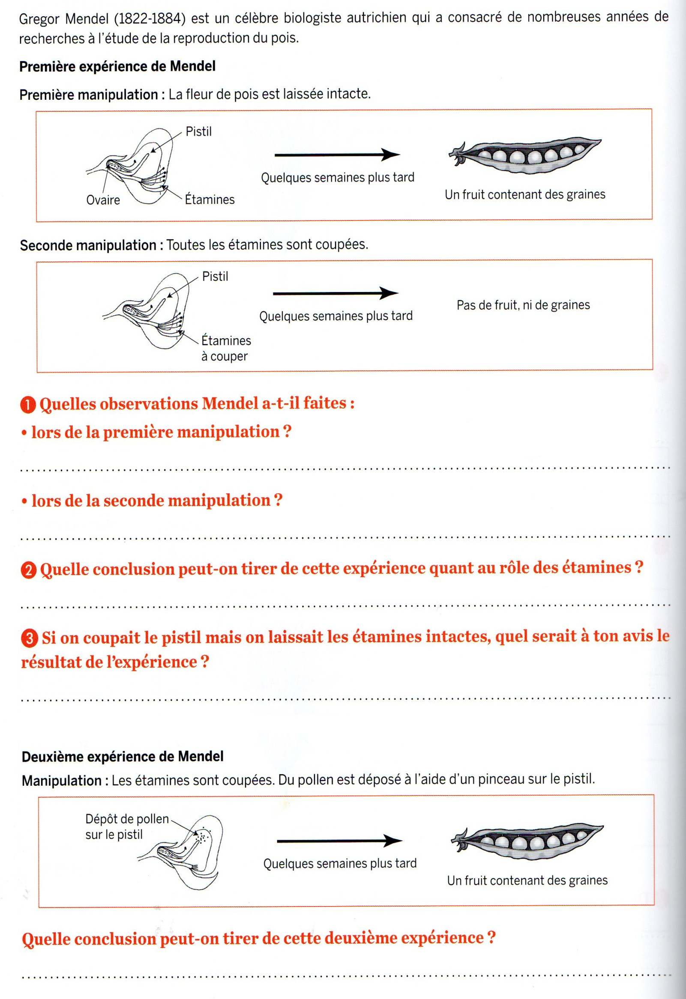 Gregor Mendel (1822-1884) est un célèbre biologiste autrichien qui a consacré de nombreuses années de
recherches à l'étude de la reproduction du pois.
Première expérience de Mendel
Première manipulation : La fleur de pois est laissée intacte.
Pistil
Quelques semaines plus tard
Ovaire
Étamines
Un fruit contenant des graines
Seconde manipulation : Toutes les étamines sont coupées.
Pistil
Quelques semaines plus tard
Pas de fruit, ni de graines
Étamines
à couper
1 Quelles observations Mendel a-t-il faites :
• lors de la première manipulation ?
• lors de la seconde manipulation ?
2 Quelle conclusion peut-on tirer de cette expérience quant au rôle des étamines ?
3 Si on coupait le pistil mais on laissait les étamines intactes, quel serait à ton avis le
résultat de l'expérience ?
Deuxième expérience de Mendel
Manipulation : Les étamines sont coupées. Du pollen est déposé à l'aide d'un pinceau sur le pistil.
Dépôt de pollen
sur le pistil
Quelques semaines plus tard
Un fruit contenant des graines
Quelle conclusion peut-on tirer de cette deuxième expérience ?